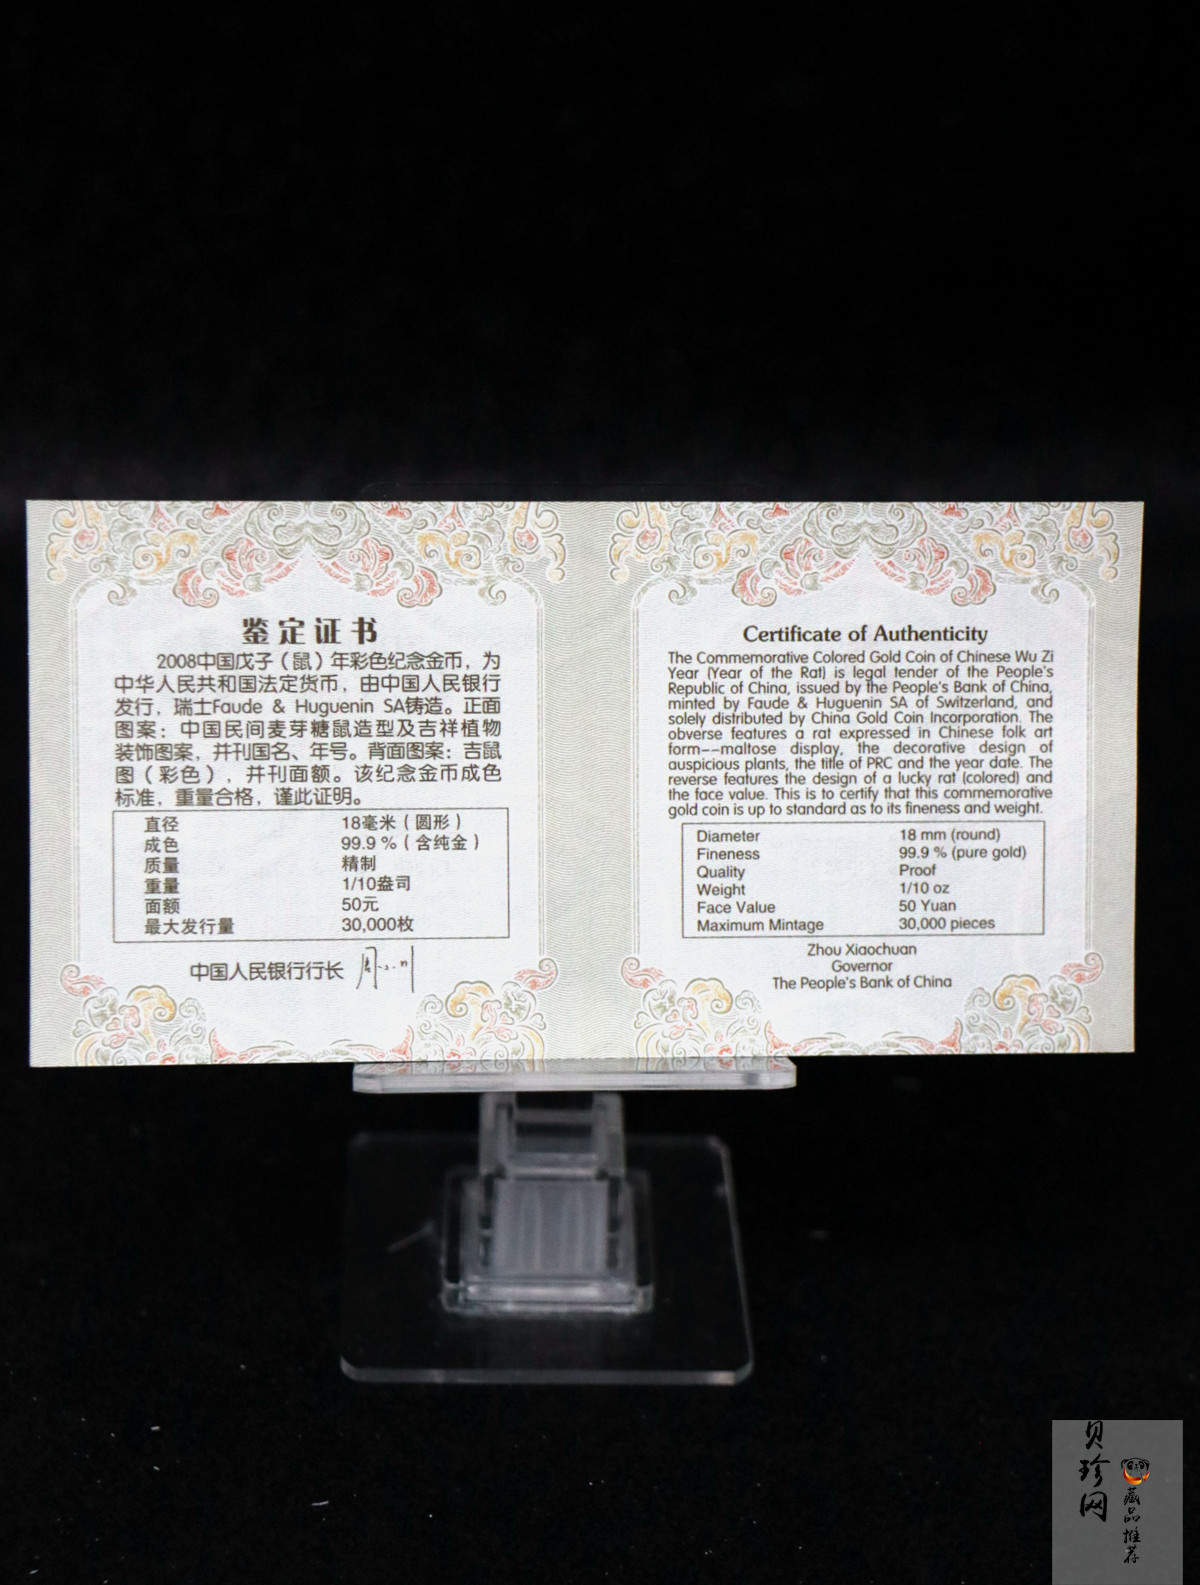 鉴定证书
2008中国戊子（鼠）年彩色纪念金币，为
中华人民共和国法定货币，由中国人民银行
发行，瑞士Faude & Huguenin SA铸造。正面
图案：中国民间麦芽糖鼠造型及吉祥植物
装饰图案，并刊国名、年号。背面图案：吉鼠
图（彩色），并刊面额。该纪念金币成色
标准，重量合格，谨此证明。
直径 18毫米（圆形）
成色 99.9％（含纯金）
质量 精制
重量 1/10盎司
面额 50元
最大发行量 30,000枚
中国人民银行行长
Certificate of Authenticity
The Commemorative Colored Gold Coin of Chinese Wu Zi
Year (Year of the Rat) is legal tender of the People's
Republic of China, issued by the People's Bank of China,
minted by Faude & Huguenin SA of Switzerland, and
solely distributed by China Gold Coin Incorporation. The
obverse features a rat expressed in Chinese folk art
form--maltose display, the decorative design of
auspicious plants, the title of PRC and the year date. The
reverse features the design of a lucky rat (colored) and
the face value. This is to certify that this commemorative
gold coin is up to standard as to its fineness and weight.
Diameter 18 mm (round)
Fineness 99.9 % (pure gold)
Quality Proof
Weight 1/10 oz
Face Value 50 Yuan
Maximum Mintage 30,000 pieces
Zhou Xiaochuan
Governor
The People's Bank of China
贝珍网
藏品推荐